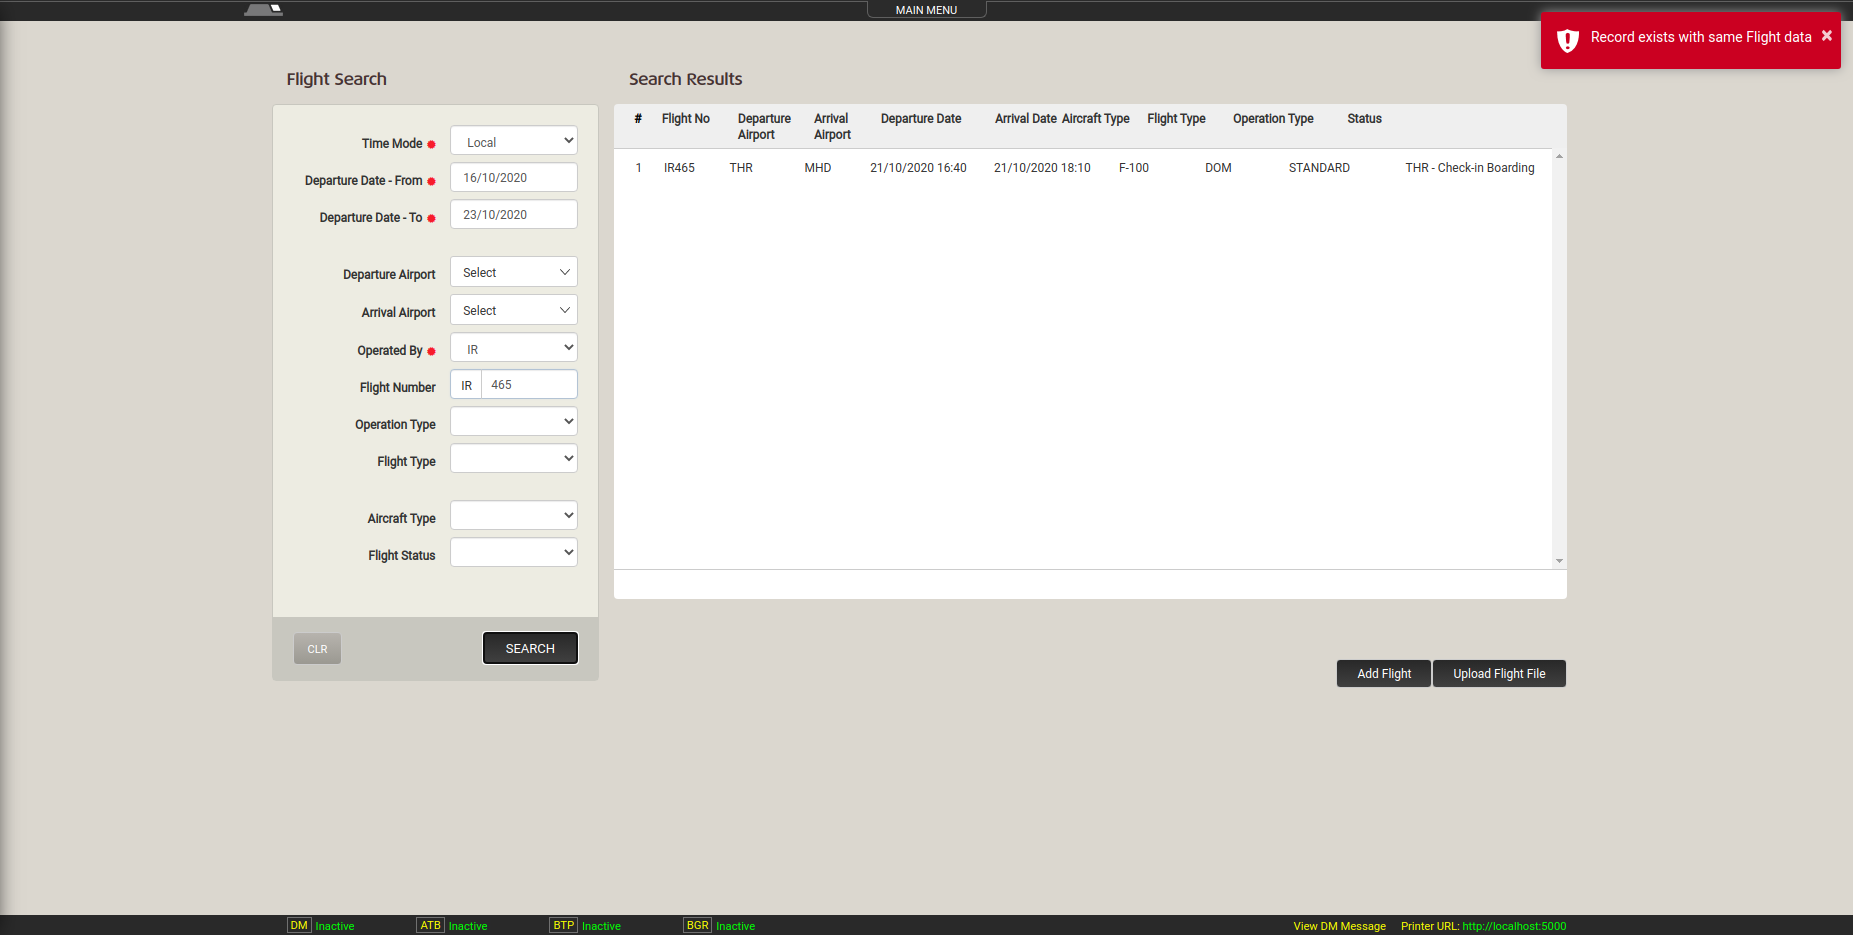 MAIN MENU
Record exists with same Flight data ×
Flight Search
Time Mode Local
Departure Date - From 16/10/2020
Departure Date - To 23/10/2020
Departure Airport Select
Arrival Airport Select
Operated By IR
Flight Number IR 465
Operation Type
Flight Type
Aircraft Type
Flight Status
CLR SEARCH
Search Results
# Flight No Departure Airport Arrival Airport Departure Date Arrival Date Aircraft Type Flight Type Operation Type Status
1 IR465 THR MHD 21/10/2020 16:40 21/10/2020 18:10 F-100 DOM STANDARD THR - Check-in Boarding
Add Flight Upload Flight File
DM Inactive ATB Inactive BTP Inactive BGR Inactive View DM Message Printer URL: http://localhost:5000